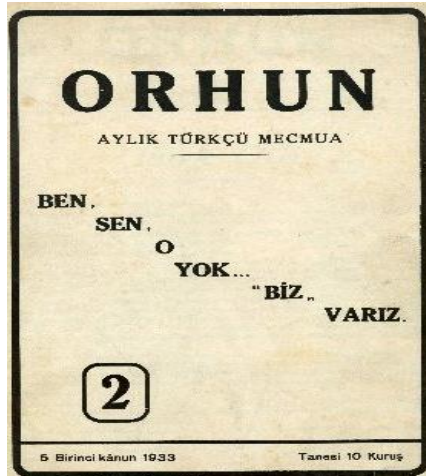 ORHUN
AYLIK TÜRKÇÜ MECMUA
BEN,
SEN,
O
YOK...
"BİZ„
VARIZ.
2
5 Birinci kânun 1933
Tanesi 10 Kuruş